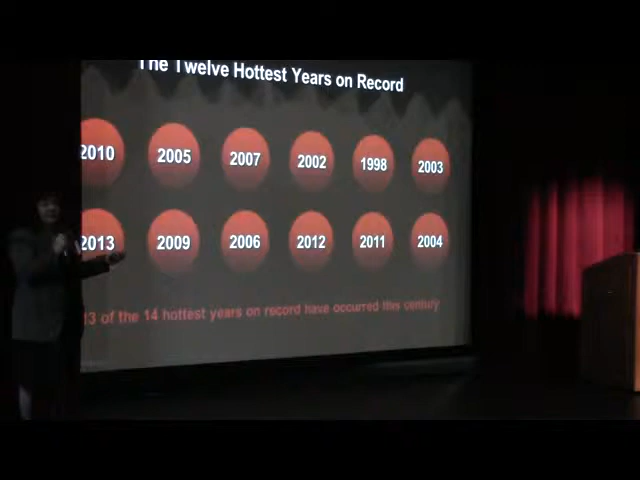 The Twelve Hottest Years on Record
2010 2005 2007 2002 1998 2003
2013 2009 2006 2012 2011 2004
13 of the 14 hottest years on record have occurred this century